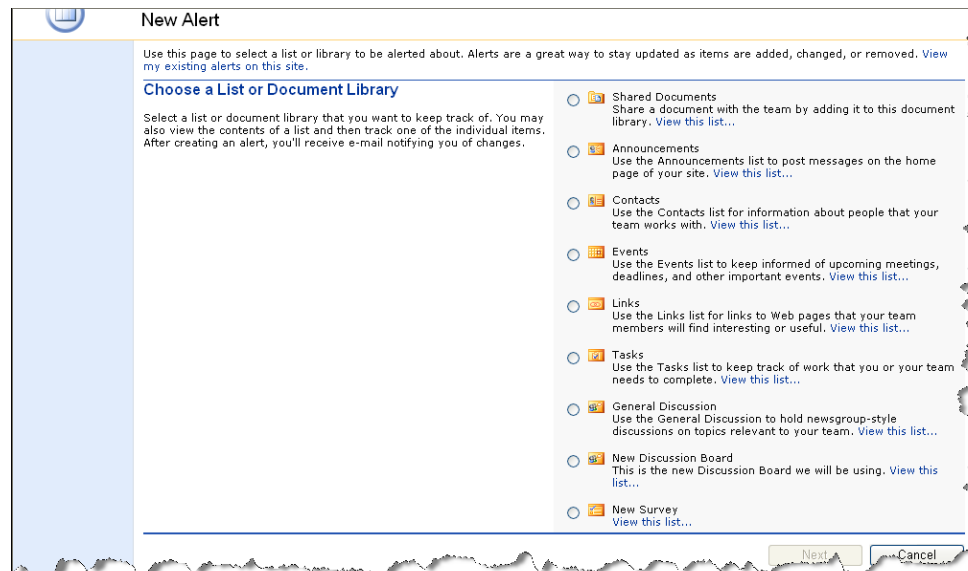 New Alert
Use this page to select a list or library to be alerted about. Alerts are a great way to stay updated as items are added, changed, or removed. View
my existing alerts on this site.
Choose a List or Document Library
Select a list or document library that you want to keep track of. You may
also view the contents of a list and then track one of the individual items.
After creating an alert, you'll receive e-mail notifying you of changes.
Shared Documents
Share a document with the team by adding it to this document
library. View this list...
Announcements
Use the Announcements list to post messages on the home
page of your site. View this list...
Contacts
Use the Contacts list for information about people that your
team works with. View this list...
Events
Use the Events list to keep informed of upcoming meetings,
deadlines, and other important events. View this list...
Links
Use the Links list for links to Web pages that your team
members will find interesting or useful. View this list...
Tasks
Use the Tasks list to keep track of work that you or your team
needs to complete. View this list...
General Discussion
Use the General Discussion to hold newsgroup-style
discussions on topics relevant to your team. View this list...
New Discussion Board
This is the new Discussion Board we will be using. View this
list...
New Survey
View this list...
Next Cancel